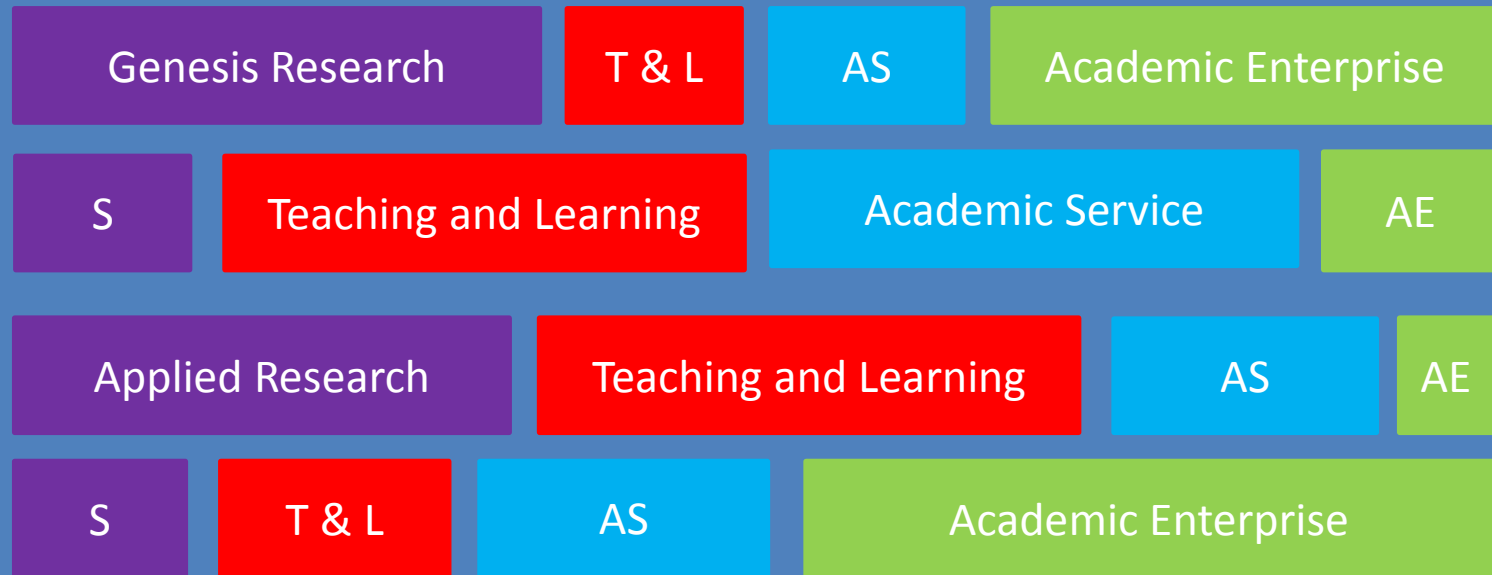 Genesis Research T & L AS Academic Enterprise
S Teaching and Learning Academic Service AE
Applied Research Teaching and Learning AS AE
S T & L AS Academic Enterprise